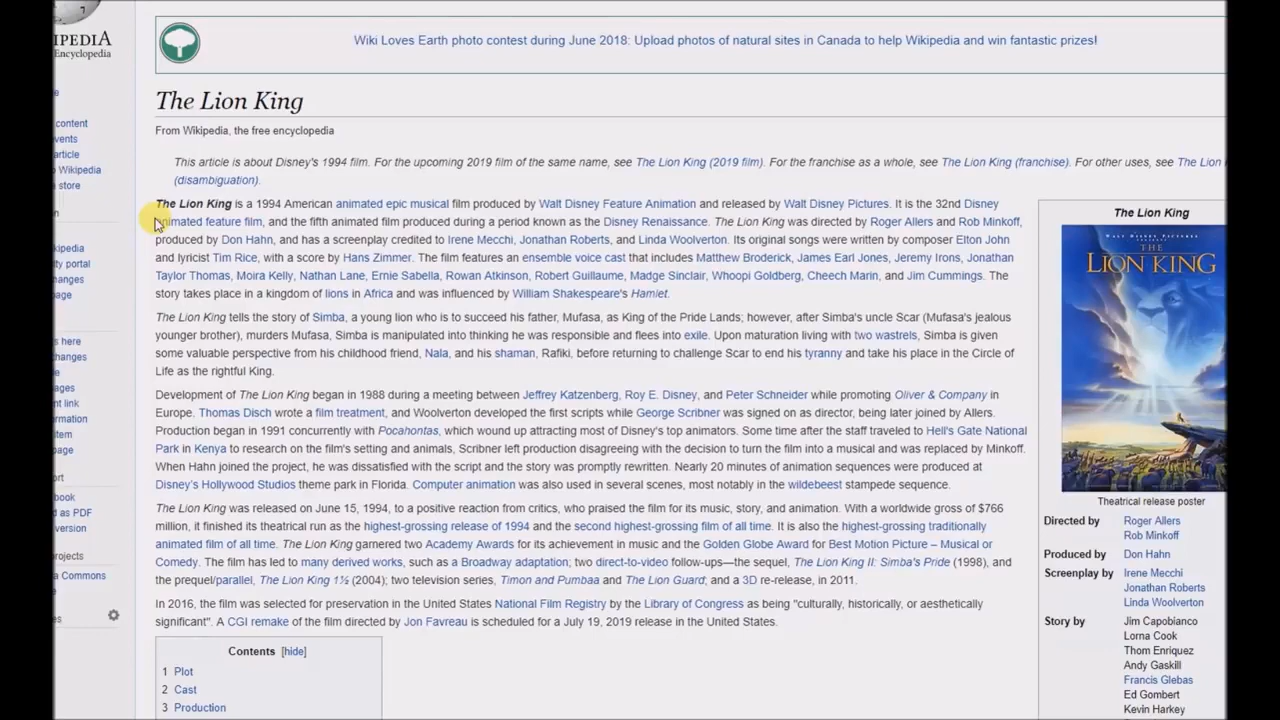 IPEDIA
Encyclopedia
content
vents
article
Wikipedia
store
kipedia
ty portal
hanges
page
s here
changes
ages
nt link
rmation
item
page
ort
book
d as PDF
version
rojects
Commons
Wiki Loves Earth photo contest during June 2018: Upload photos of natural sites in Canada to help Wikipedia and win fantastic prizes!
The Lion King
From Wikipedia, the free encyclopedia
This article is about Disney's 1994 film. For the upcoming 2019 film of the same name, see The Lion King (2019 film). For the franchise as a whole, see The Lion King (franchise). For other uses, see The Lion
(disambiguation).
The Lion King is a 1994 American animated epic musical film produced by Walt Disney Feature Animation and released by Walt Disney Pictures. It is the 32nd Disney
animated feature film, and the fifth animated film produced during a period known as the Disney Renaissance. The Lion King was directed by Roger Allers and Rob Minkoff,
produced by Don Hahn, and has a screenplay credited to Irene Mecchi, Jonathan Roberts, and Linda Woolverton. Its original songs were written by composer Elton John
and lyricist Tim Rice, with a score by Hans Zimmer. The film features an ensemble voice cast that includes Matthew Broderick, James Earl Jones, Jeremy Irons, Jonathan
Taylor Thomas, Moira Kelly, Nathan Lane, Ernie Sabella, Rowan Atkinson, Robert Guillaume, Madge Sinclair, Whoopi Goldberg, Cheech Marin, and Jim Cummings. The
story takes place in a kingdom of lions in Africa and was influenced by William Shakespeare's Hamlet.
The Lion King tells the story of Simba, a young lion who is to succeed his father, Mufasa, as King of the Pride Lands; however, after Simba's uncle Scar (Mufasa's jealous
younger brother), murders Mufasa, Simba is manipulated into thinking he was responsible and flees into exile. Upon maturation living with two wastrels, Simba is given
some valuable perspective from his childhood friend, Nala, and his shaman, Rafiki, before returning to challenge Scar to end his tyranny and take his place in the Circle of
Life as the rightful King.
Development of The Lion King began in 1988 during a meeting between Jeffrey Katzenberg, Roy E. Disney, and Peter Schneider while promoting Oliver & Company in
Europe. Thomas Disch wrote a film treatment, and Woolverton developed the first scripts while George Scribner was signed on as director, being later joined by Allers.
Production began in 1991 concurrently with Pocahontas, which wound up attracting most of Disney's top animators. Some time after the staff traveled to Hell's Gate National
Park in Kenya to research on the film's setting and animals, Scribner left production disagreeing with the decision to turn the film into a musical and was replaced by Minkoff.
When Hahn joined the project, he was dissatisfied with the script and the story was promptly rewritten. Nearly 20 minutes of animation sequences were produced at
Disney's Hollywood Studios theme park in Florida. Computer animation was also used in several scenes, most notably in the wildebeest stampede sequence.
The Lion King was released on June 15, 1994, to a positive reaction from critics, who praised the film for its music, story, and animation. With a worldwide gross of $766
million, it finished its theatrical run as the highest-grossing release of 1994 and the second highest-grossing film of all time. It is also the highest-grossing traditionally
animated film of all time. The Lion King garnered two Academy Awards for its achievement in music and the Golden Globe Award for Best Motion Picture – Musical or
Comedy. The film has led to many derived works, such as a Broadway adaptation; two direct-to-video follow-ups—the sequel, The Lion King II: Simba's Pride (1998), and
the prequel/parallel, The Lion King 1½ (2004); two television series, Timon and Pumbaa and The Lion Guard; and a 3D re-release, in 2011.
In 2016, the film was selected for preservation in the United States National Film Registry by the Library of Congress as being "culturally, historically, or aesthetically
significant". A CGI remake of the film directed by Jon Favreau is scheduled for a July 19, 2019 release in the United States.
Contents [hide]
1 Plot
2 Cast
3 Production
The Lion King
WALT DISNEY PICTURES
THE
LION KING
Theatrical release poster
Directed by Roger Allers
Rob Minkoff
Produced by Don Hahn
Screenplay by Irene Mecchi
Jonathan Roberts
Linda Woolverton
Story by Jim Capobianco
Lorna Cook
Thom Enriquez
Andy Gaskill
Francis Glebas
Ed Gombert
Kevin Harkey